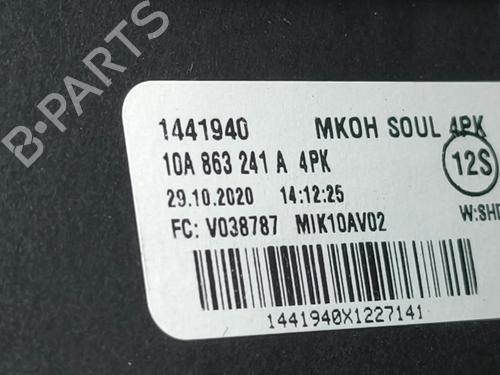 B-PARTS
1441940 MKOH SOUL 4PK
10A 863 241 A 4PK
12S
29.10.2020 14:12:25
W:SHD
FC: V038787 MIK10AV02
1441940X1227141